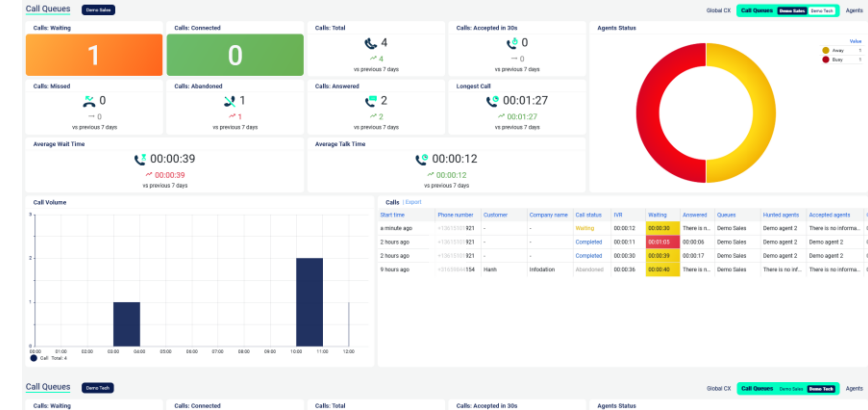 Call Queues Demo Sales Global CX Call Queues Demo Sales Demo Tech Agents
Calls: Waiting
1
Calls: Connected
0
Calls: Total
4
4
vs previous 7 days
Calls: Accepted in 30s
0
0
vs previous 7 days
Agents Status
Value
Away 1
Busy 1
Calls: Missed
0
0
vs previous 7 days
Calls: Abandoned
1
1
vs previous 7 days
Calls: Answered
2
2
vs previous 7 days
Longest Call
00:01:27
00:01:27
vs previous 7 days
Average Wait Time
00:00:39
00:00:39
vs previous 7 days
Average Talk Time
00:00:12
00:00:12
vs previous 7 days
Call Volume
3
2
1
00:00 01:00 02:00 03:00 04:00 05:00 06:00 07:00 08:00 09:00 10:00 11:00 12:00
Call Total: 4
Calls | Export
Start time Phone number Customer Company name Call status IVR Waiting Answered Queues Hunted agents Accepted agents
a minute ago 921 - - Waiting 00:00:12 00:00:30 There is n... Demo Sales Demo agent 2 There is no informa...
2 hours ago 921 - - Completed 00:00:11 00:01:05 00:00:06 Demo Sales Demo agent 2 Demo agent 2
2 hours ago 921 - - Completed 00:00:30 00:00:39 00:00:17 Demo Sales Demo agent 2 Demo agent 2
9 hours ago 154 Hanh Infodation Abandoned 00:00:36 00:00:40 There is n... Demo Sales There is no inf... There is no informa...
Call Queues Demo Tech Global CX Call Queues Demo Sales Demo Tech Agents
Calls: Waiting Calls: Connected Calls: Total Calls: Accepted in 30s Agents Status